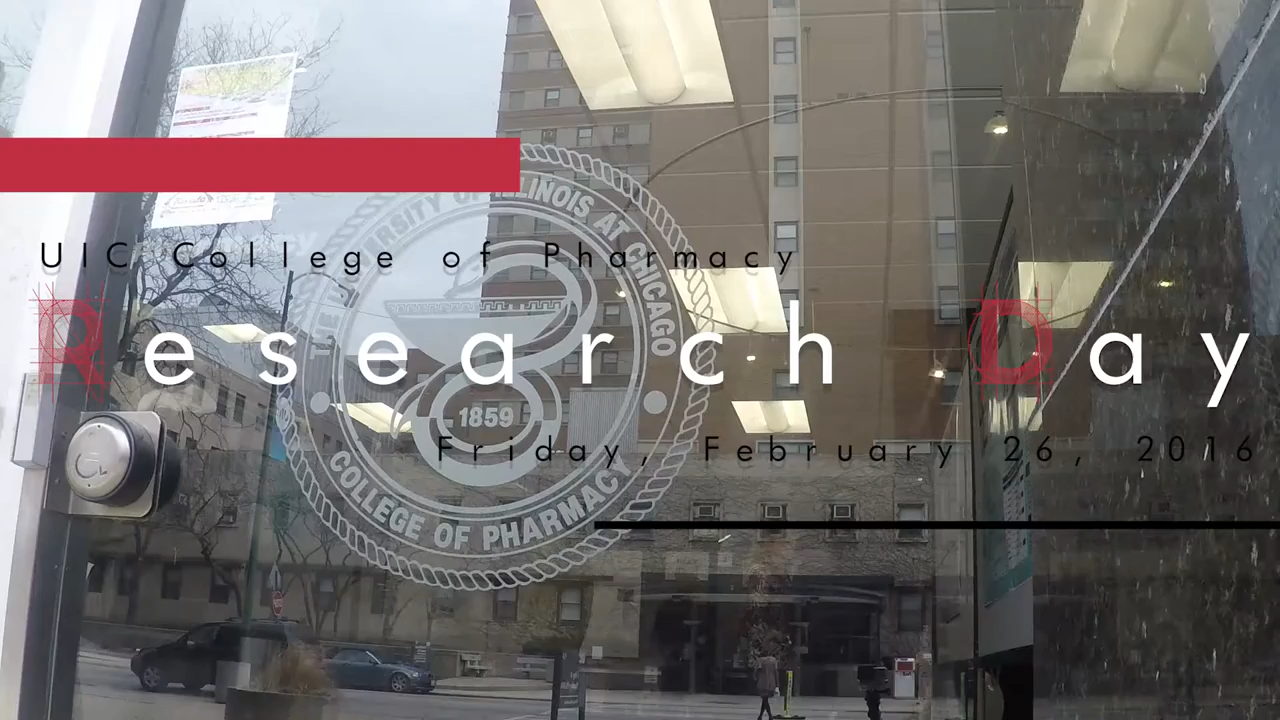 UIC College of Pharmacy
Research Day
Friday, February 26, 2016
UNIVERSITY OF ILLINOIS AT CHICAGO
1859
COLLEGE OF PHARMACY